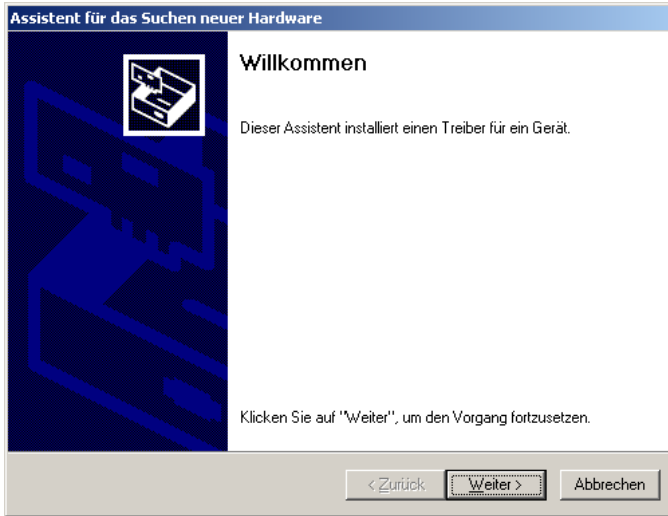 Assistent für das Suchen neuer Hardware
Willkommen
Dieser Assistent installiert einen Treiber für ein Gerät.
Klicken Sie auf "Weiter", um den Vorgang fortzusetzen.
< Zurück
Weiter >
Abbrechen